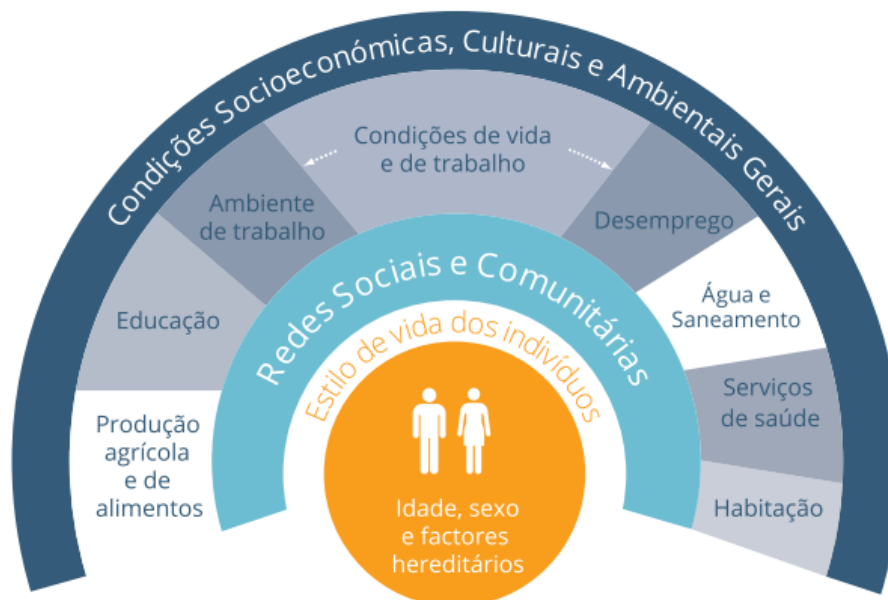 Condições Socioeconómicas, Culturais e Ambientais Gerais
Condições de vida
e de trabalho
Ambiente
de trabalho
Desemprego
Educação
Água e
Saneamento
Produção
agrícola
e de
alimentos
Serviços
de saúde
Habitação
Redes Sociais e Comunitárias
Estilo de vida dos indivíduos
Idade, sexo
e factores
hereditários